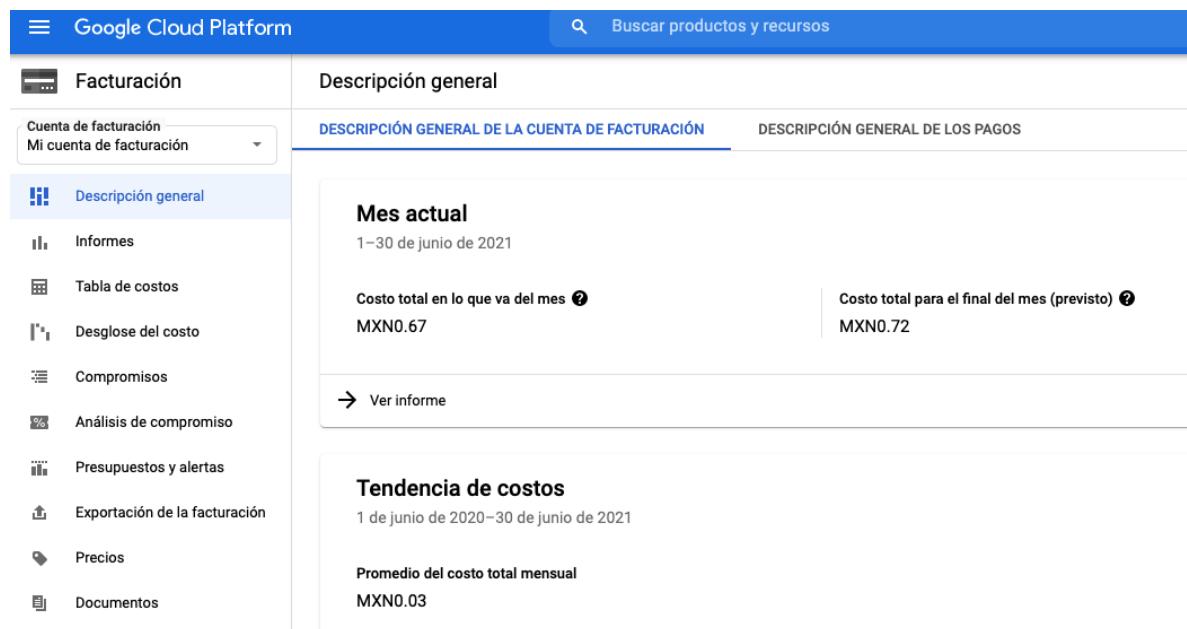 Google Cloud Platform
Buscar productos y recursos
Facturación
Descripción general
Cuenta de facturación
Mi cuenta de facturación
DESCRIPCIÓN GENERAL DE LA CUENTA DE FACTURACIÓN
DESCRIPCIÓN GENERAL DE LOS PAGOS
Descripción general
Informes
Tabla de costos
Desglose del costo
Compromisos
Análisis de compromiso
Presupuestos y alertas
Exportación de la facturación
Precios
Documentos
Mes actual
1–30 de junio de 2021
Costo total en lo que va del mes
MXN0.67
Costo total para el final del mes (previsto)
MXN0.72
Ver informe
Tendencia de costos
1 de junio de 2020–30 de junio de 2021
Promedio del costo total mensual
MXN0.03